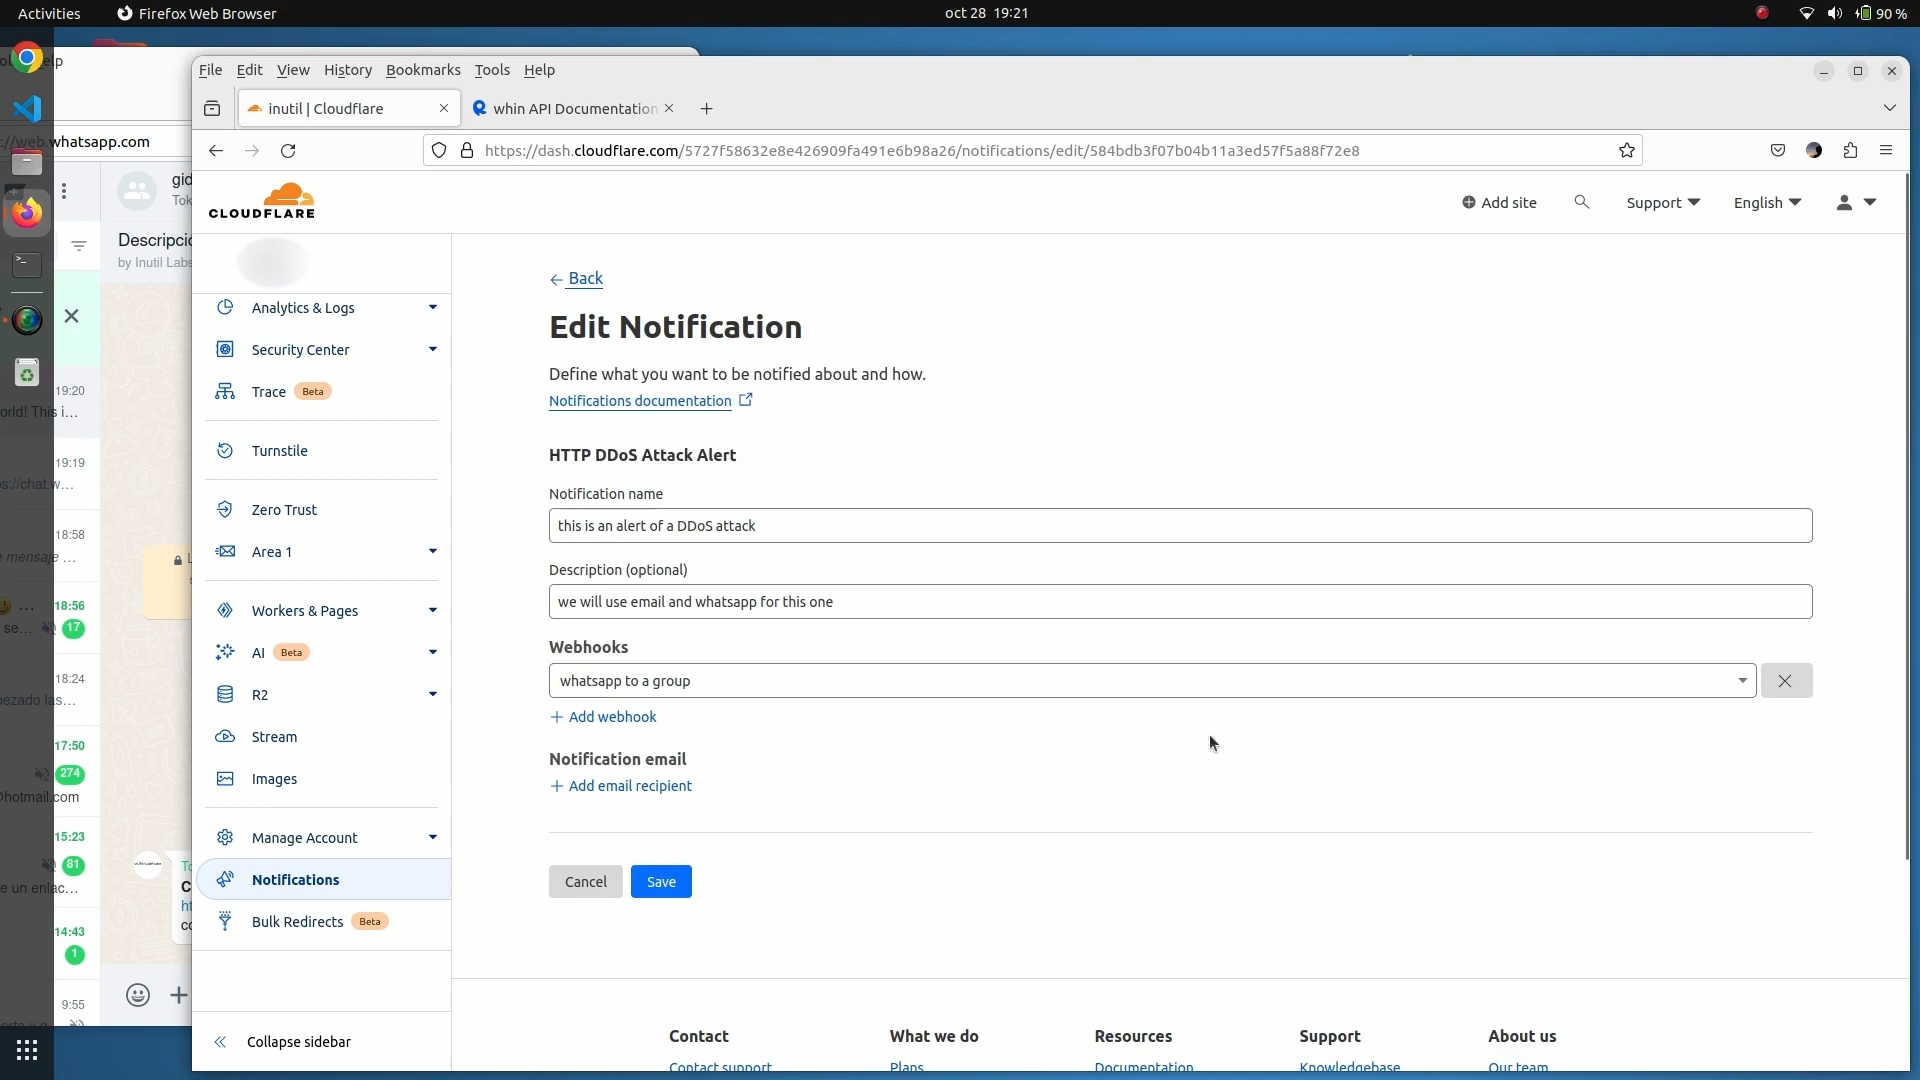 Activities
Firefox Web Browser
oct 28 19:21
90 %
File Edit View History Bookmarks Tools Help
inutil | Cloudflare
whin API Documentation
https://dash.cloudflare.com/5727f58632e8e426909fa491e6b98a26/notifications/edit/584bdb3f07b04b11a3ed57f5a88f72e8
CLOUDFLARE
Add site
Support
English
Analytics & Logs
Security Center
Trace Beta
Turnstile
Zero Trust
Area 1
Workers & Pages
AI Beta
R2
Stream
Images
Manage Account
Notifications
Bulk Redirects Beta
Collapse sidebar
Back
Edit Notification
Define what you want to be notified about and how.
Notifications documentation
HTTP DDoS Attack Alert
Notification name
this is an alert of a DDoS attack
Description (optional)
we will use email and whatsapp for this one
Webhooks
whatsapp to a group
+ Add webhook
Notification email
+ Add email recipient
Cancel
Save
Contact
What we do
Resources
Support
About us
Contact support
Plans
Documentation
Knowledgebase
Our team
://web.whatsapp.com
gid
Tok
Descripció
by Inutil Labs
19:20
orld! This i...
19:19
s://chat.w...
18:58
e mensaje ...
18:56
se...
17
18:24
pezado las...
17:50
274
@hotmail.com
15:23
81
e un enlac...
14:43
1
9:55